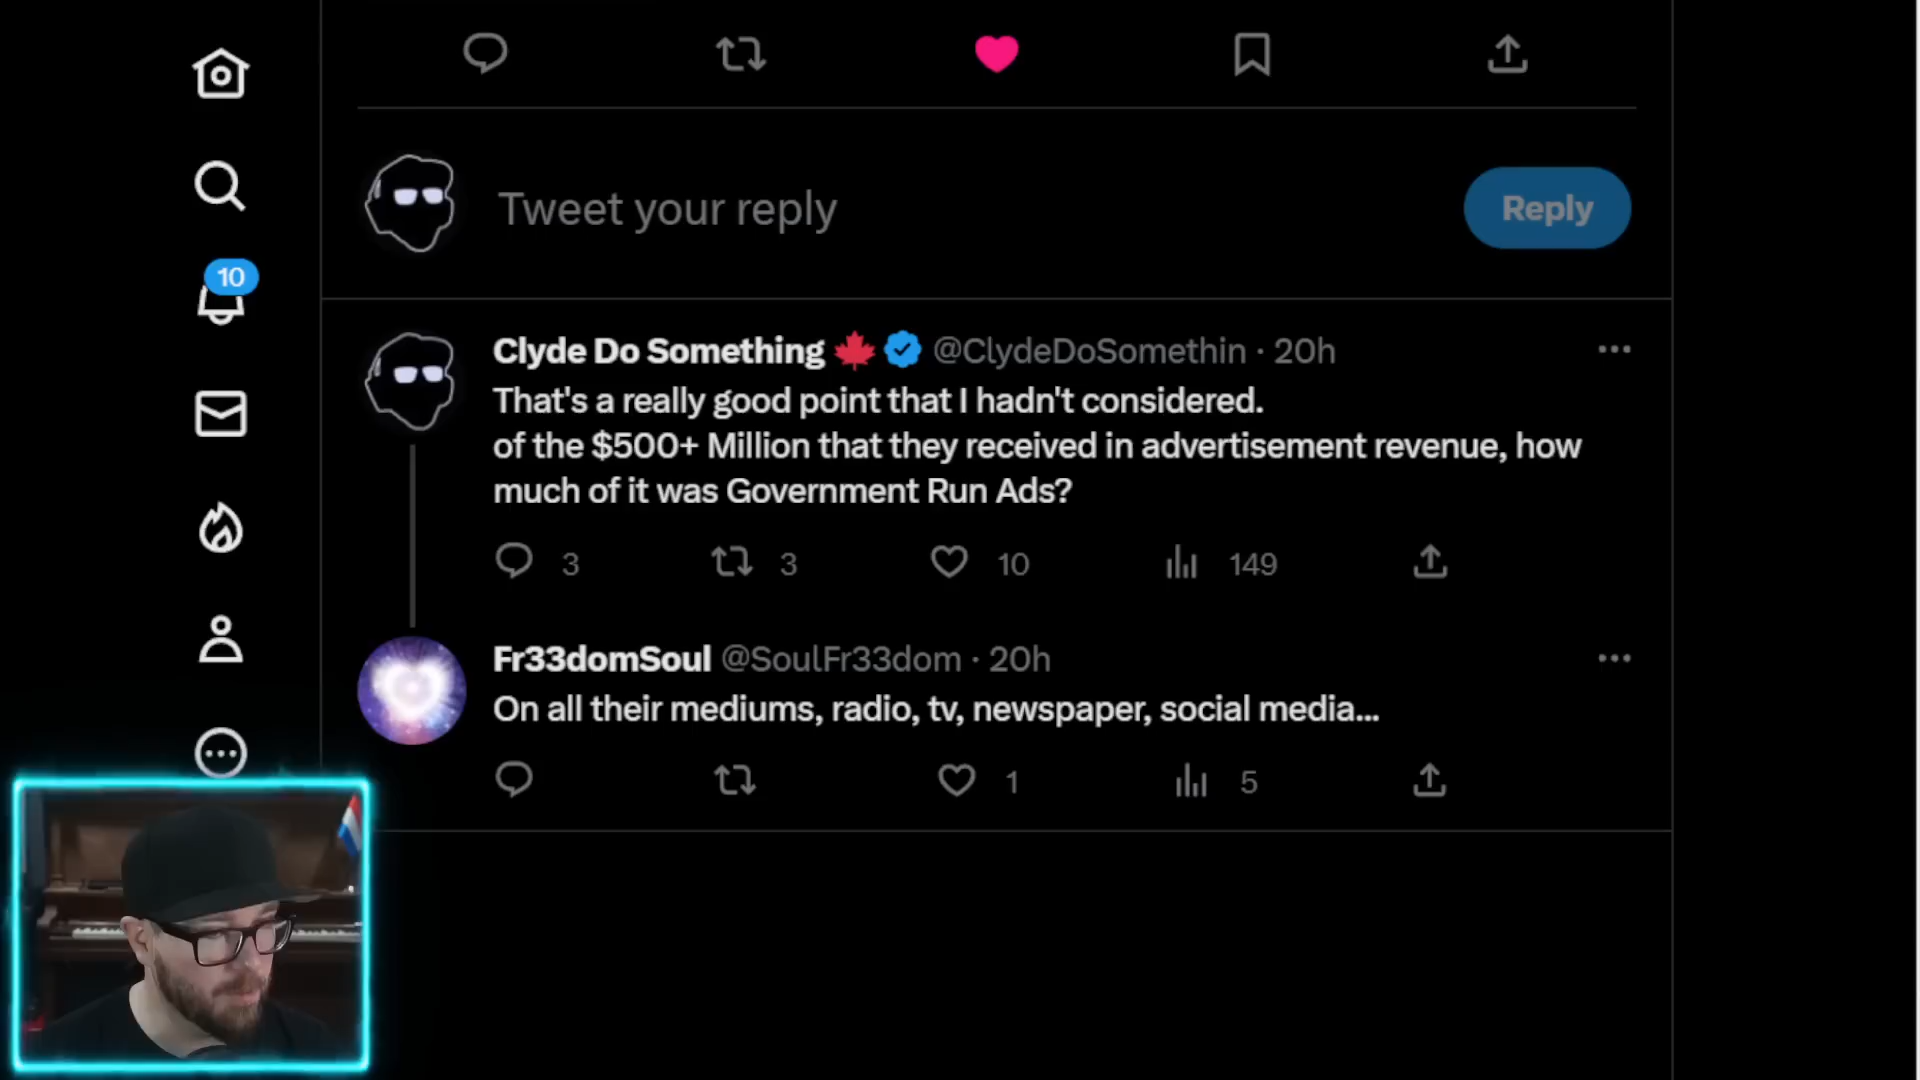 Tweet your reply
Reply
10
Clyde Do Something @ClydeDoSomethin · 20h
That's a really good point that I hadn't considered.
of the $500+ Million that they received in advertisement revenue, how
much of it was Government Run Ads?
3 3 10 149
Fr33domSoul @SoulFr33dom · 20h
On all their mediums, radio, tv, newspaper, social media...
1 5